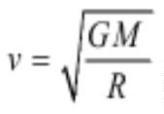 v = √(GM/R)